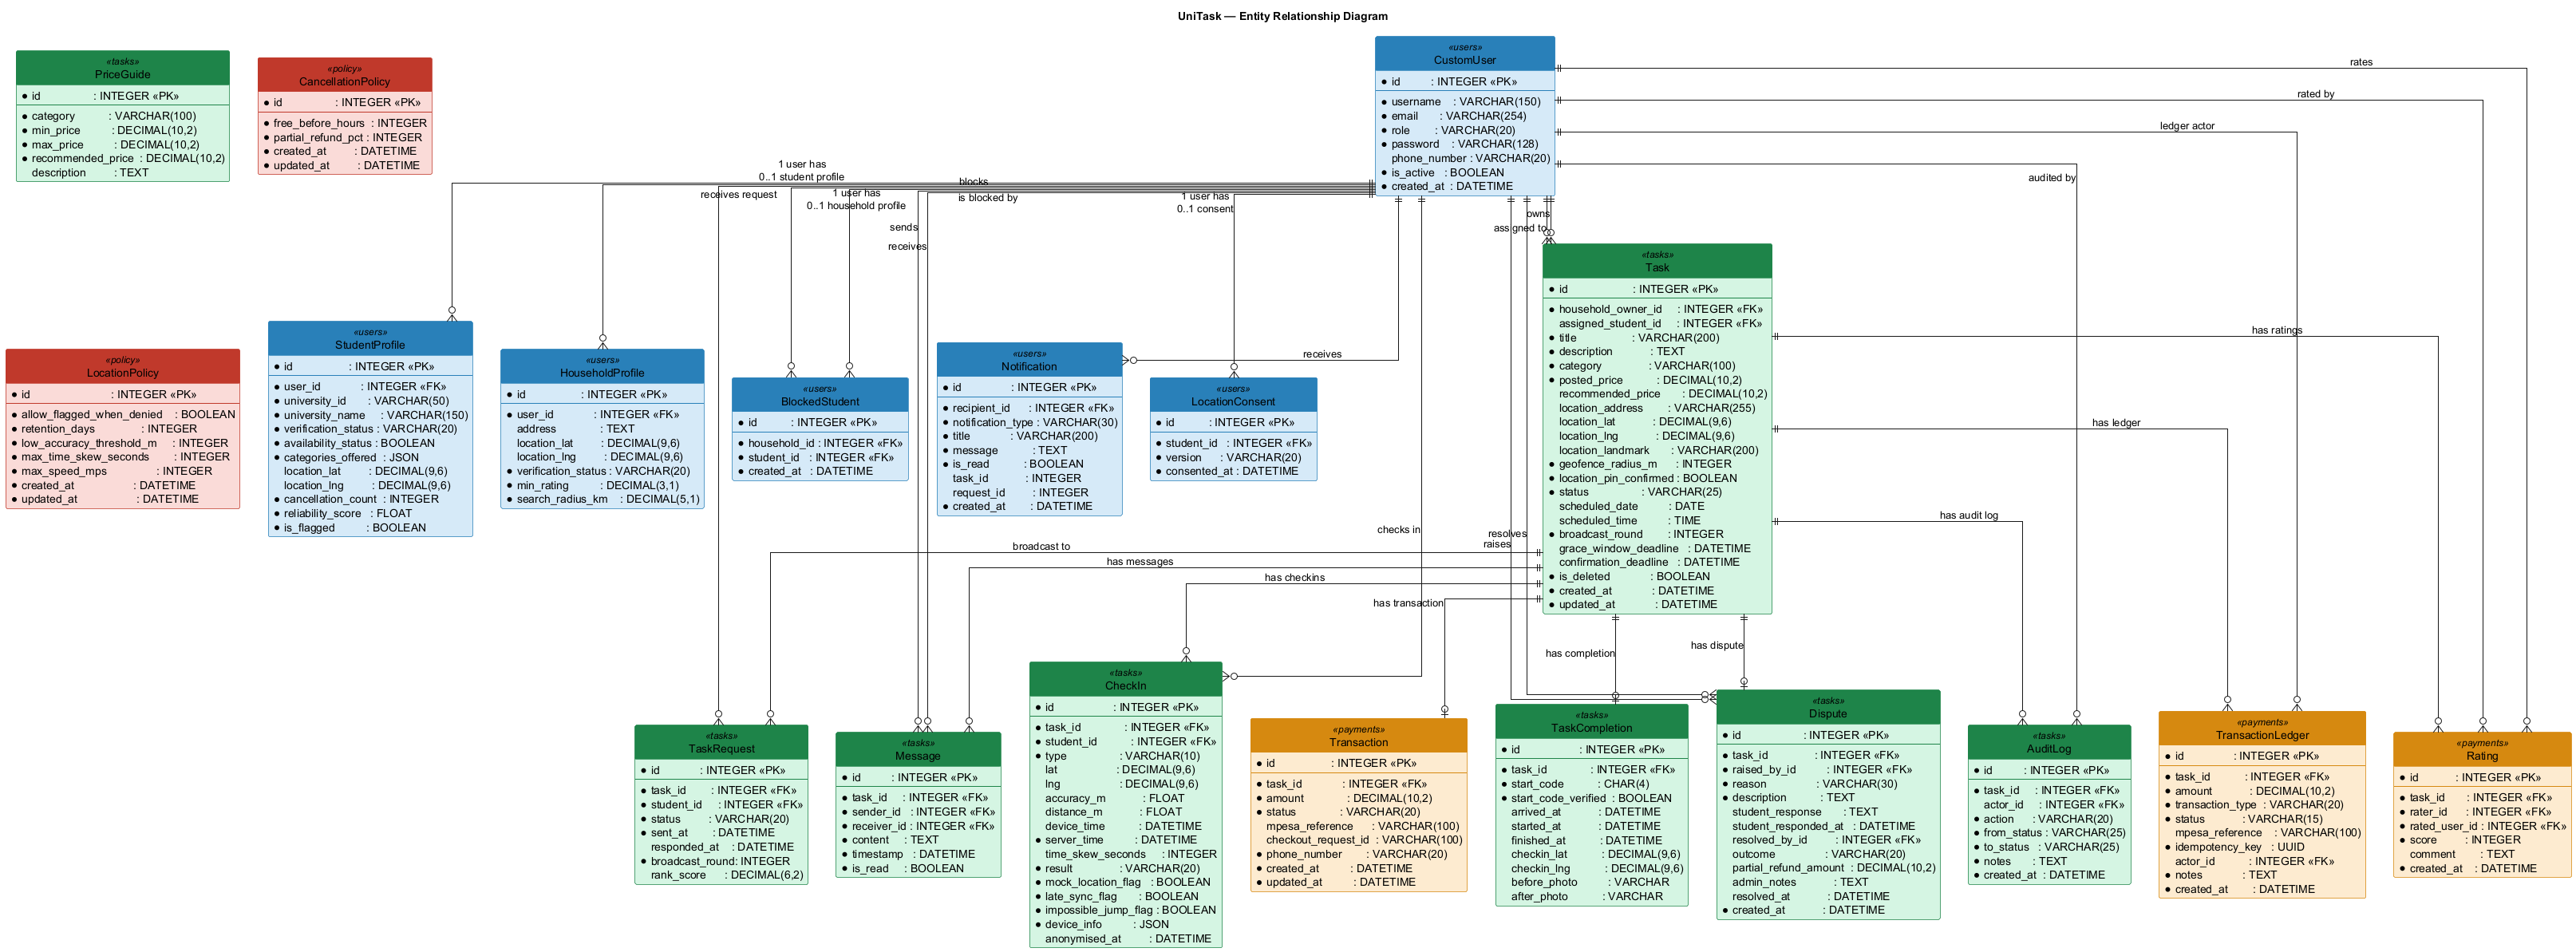 UniTask — Entity Relationship Diagram
«tasks»
PriceGuide
id : INTEGER «PK»
category : VARCHAR(100)
min_price : DECIMAL(10,2)
max_price : DECIMAL(10,2)
recommended_price : DECIMAL(10,2)
description : TEXT
«policy»
CancellationPolicy
id : INTEGER «PK»
free_before_hours : INTEGER
partial_refund_pct : INTEGER
created_at : DATETIME
updated_at : DATETIME
«users»
CustomUser
id : INTEGER «PK»
username : VARCHAR(150)
email : VARCHAR(254)
role : VARCHAR(20)
password : VARCHAR(128)
phone_number : VARCHAR(20)
is_active : BOOLEAN
created_at : DATETIME
rates
rated by
ledger actor
audited by
1 user has
0..1 student profile
receives request
1 user has
0..1 household profile
blocks
is blocked by
sends
receives
1 user has
0..1 consent
owns
assigned to
«policy»
LocationPolicy
id : INTEGER «PK»
allow_flagged_when_denied : BOOLEAN
retention_days : INTEGER
low_accuracy_threshold_m : INTEGER
max_time_skew_seconds : INTEGER
max_speed_mps : INTEGER
created_at : DATETIME
updated_at : DATETIME
«users»
StudentProfile
id : INTEGER «PK»
user_id : INTEGER «FK»
university_id : VARCHAR(50)
university_name : VARCHAR(150)
verification_status : VARCHAR(20)
availability_status : BOOLEAN
categories_offered : JSON
location_lat : DECIMAL(9,6)
location_lng : DECIMAL(9,6)
cancellation_count : INTEGER
reliability_score : FLOAT
is_flagged : BOOLEAN
«users»
HouseholdProfile
id : INTEGER «PK»
user_id : INTEGER «FK»
address : TEXT
location_lat : DECIMAL(9,6)
location_lng : DECIMAL(9,6)
verification_status : VARCHAR(20)
min_rating : DECIMAL(3,1)
search_radius_km : DECIMAL(5,1)
«users»
BlockedStudent
id : INTEGER «PK»
household_id : INTEGER «FK»
student_id : INTEGER «FK»
created_at : DATETIME
«users»
Notification
id : INTEGER «PK»
recipient_id : INTEGER «FK»
notification_type : VARCHAR(30)
title : VARCHAR(200)
message : TEXT
is_read : BOOLEAN
task_id : INTEGER
request_id : INTEGER
created_at : DATETIME
receives
«users»
LocationConsent
id : INTEGER «PK»
student_id : INTEGER «FK»
version : VARCHAR(20)
consented_at : DATETIME
«tasks»
Task
id : INTEGER «PK»
household_owner_id : INTEGER «FK»
assigned_student_id : INTEGER «FK»
title : VARCHAR(200)
description : TEXT
category : VARCHAR(100)
posted_price : DECIMAL(10,2)
recommended_price : DECIMAL(10,2)
location_address : VARCHAR(255)
location_lat : DECIMAL(9,6)
location_lng : DECIMAL(9,6)
location_landmark : VARCHAR(200)
geofence_radius_m : INTEGER
location_pin_confirmed : BOOLEAN
status : VARCHAR(25)
scheduled_date : DATE
scheduled_time : TIME
broadcast_round : INTEGER
grace_window_deadline : DATETIME
confirmation_deadline : DATETIME
is_deleted : BOOLEAN
created_at : DATETIME
updated_at : DATETIME
has ratings
has ledger
has audit log
checks in
resolves
raises
broadcast to
has messages
has checkins
has transaction
has completion
has dispute
«tasks»
TaskRequest
id : INTEGER «PK»
task_id : INTEGER «FK»
student_id : INTEGER «FK»
status : VARCHAR(20)
sent_at : DATETIME
responded_at : DATETIME
broadcast_round: INTEGER
rank_score : DECIMAL(6,2)
«tasks»
Message
id : INTEGER «PK»
task_id : INTEGER «FK»
sender_id : INTEGER «FK»
receiver_id : INTEGER «FK»
content : TEXT
timestamp : DATETIME
is_read : BOOLEAN
«tasks»
CheckIn
id : INTEGER «PK»
task_id : INTEGER «FK»
student_id : INTEGER «FK»
type : VARCHAR(10)
lat : DECIMAL(9,6)
lng : DECIMAL(9,6)
accuracy_m : FLOAT
distance_m : FLOAT
device_time : DATETIME
server_time : DATETIME
time_skew_seconds : INTEGER
result : VARCHAR(20)
mock_location_flag : BOOLEAN
late_sync_flag : BOOLEAN
impossible_jump_flag : BOOLEAN
device_info : JSON
anonymised_at : DATETIME
«payments»
Transaction
id : INTEGER «PK»
task_id : INTEGER «FK»
amount : DECIMAL(10,2)
status : VARCHAR(20)
mpesa_reference : VARCHAR(100)
checkout_request_id : VARCHAR(100)
phone_number : VARCHAR(20)
created_at : DATETIME
updated_at : DATETIME
«tasks»
TaskCompletion
id : INTEGER «PK»
task_id : INTEGER «FK»
start_code : CHAR(4)
start_code_verified : BOOLEAN
arrived_at : DATETIME
started_at : DATETIME
finished_at : DATETIME
checkin_lat : DECIMAL(9,6)
checkin_lng : DECIMAL(9,6)
before_photo : VARCHAR
after_photo : VARCHAR
«tasks»
Dispute
id : INTEGER «PK»
task_id : INTEGER «FK»
raised_by_id : INTEGER «FK»
reason : VARCHAR(30)
description : TEXT
student_response : TEXT
student_responded_at : DATETIME
resolved_by_id : INTEGER «FK»
outcome : VARCHAR(20)
partial_refund_amount : DECIMAL(10,2)
admin_notes : TEXT
resolved_at : DATETIME
created_at : DATETIME
«tasks»
AuditLog
id : INTEGER «PK»
task_id : INTEGER «FK»
actor_id : INTEGER «FK»
action : VARCHAR(20)
from_status : VARCHAR(25)
to_status : VARCHAR(25)
notes : TEXT
created_at : DATETIME
«payments»
TransactionLedger
id : INTEGER «PK»
task_id : INTEGER «FK»
amount : DECIMAL(10,2)
transaction_type : VARCHAR(20)
status : VARCHAR(15)
mpesa_reference : VARCHAR(100)
idempotency_key : UUID
actor_id : INTEGER «FK»
notes : TEXT
created_at : DATETIME
«payments»
Rating
id : INTEGER «PK»
task_id : INTEGER «FK»
rater_id : INTEGER «FK»
rated_user_id : INTEGER «FK»
score : INTEGER
comment : TEXT
created_at : DATETIME